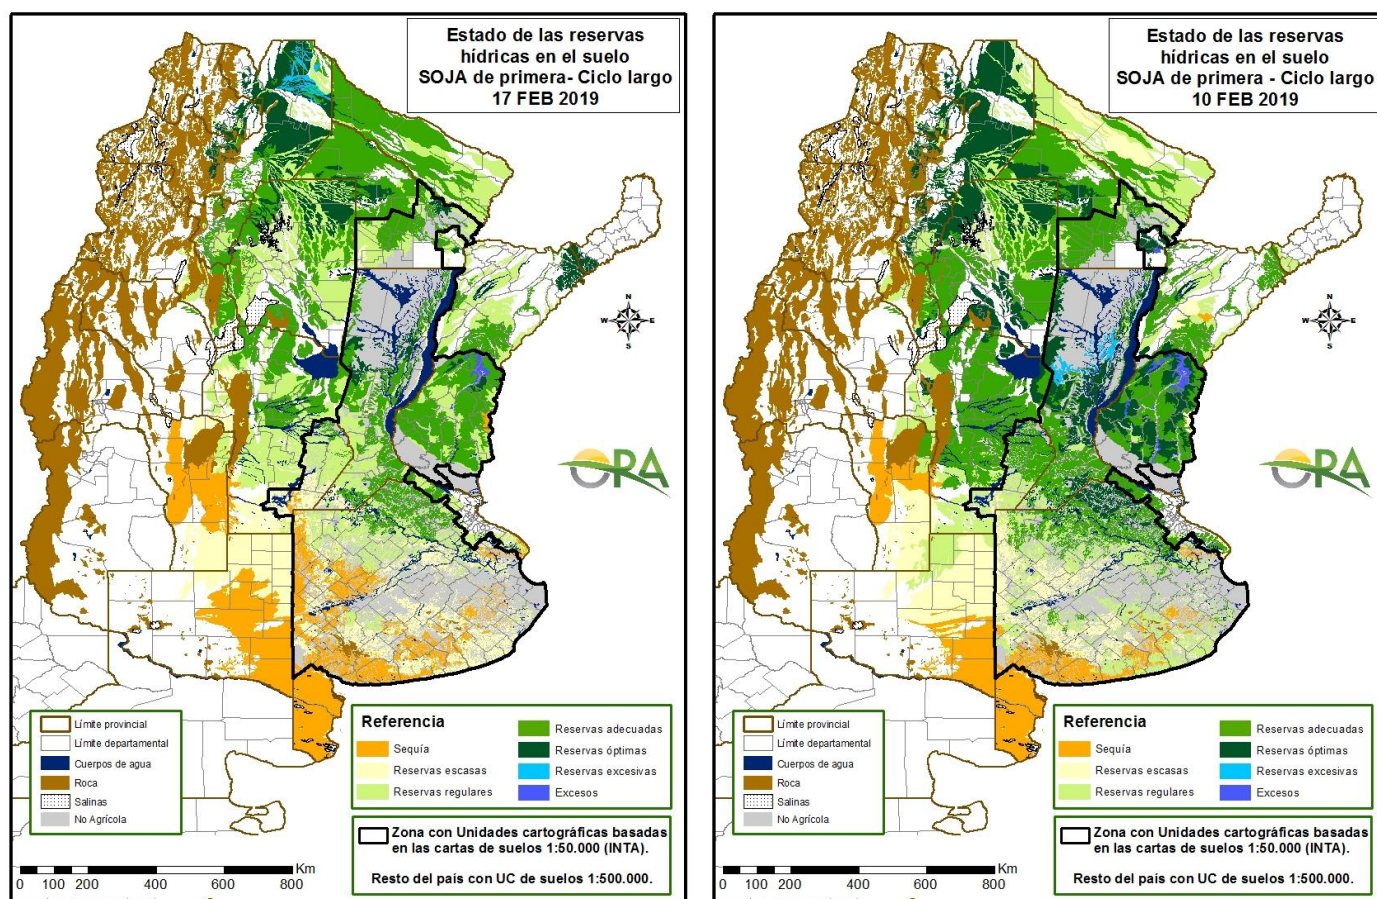 Estado de las reservas
hídricas en el suelo
SOJA de primera- Ciclo largo
17 FEB 2019
N
W
E
S
ORA
Límite provincial
Límite departamental
Cuerpos de agua
Roca
Salinas
No Agrícola
Referencia
Sequía
Reservas escasas
Reservas regulares
Reservas adecuadas
Reservas óptimas
Reservas excesivas
Excesos
Zona con Unidades cartográficas basadas
en las cartas de suelos 1:50.000 (INTA).
Resto del país con UC de suelos 1:500.000.
Km
0 100 200 400 600 800
Estado de las reservas
hídricas en el suelo
SOJA de primera - Ciclo largo
10 FEB 2019
N
W
E
S
ORA
Límite provincial
Límite departamental
Cuerpos de agua
Roca
Salinas
No Agrícola
Referencia
Sequía
Reservas escasas
Reservas regulares
Reservas adecuadas
Reservas óptimas
Reservas excesivas
Excesos
Zona con Unidades cartográficas basadas
en las cartas de suelos 1:50.000 (INTA).
Resto del país con UC de suelos 1:500.000.
Km
0 100 200 400 600 800